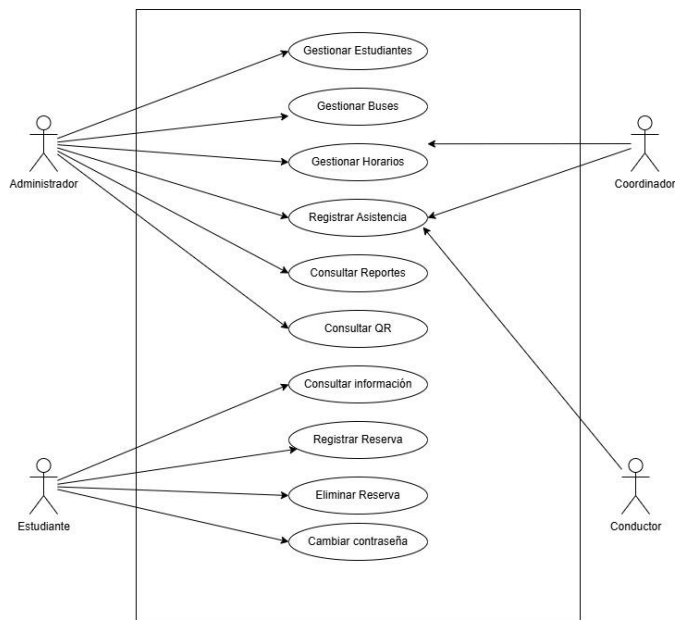 Gestionar Estudiantes
Gestionar Buses
Gestionar Horarios
Administrador
Coordinador
Registrar Asistencia
Consultar Reportes
Consultar QR
Consultar información
Registrar Reserva
Eliminar Reserva
Estudiante
Conductor
Cambiar contraseña